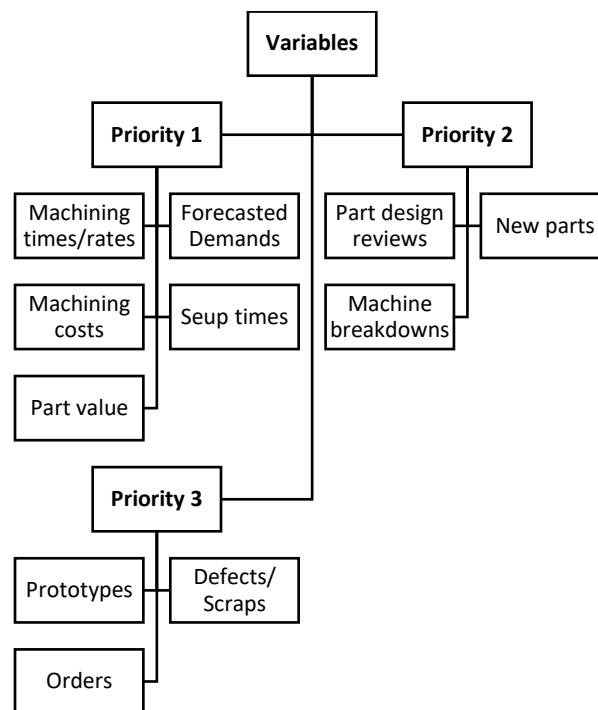 Variables
Priority 1
Priority 2
Machining
times/rates
Forecasted
Demands
Part design
reviews
New parts
Machining
costs
Seup times
Machine
breakdowns
Part value
Priority 3
Prototypes
Defects/
Scraps
Orders